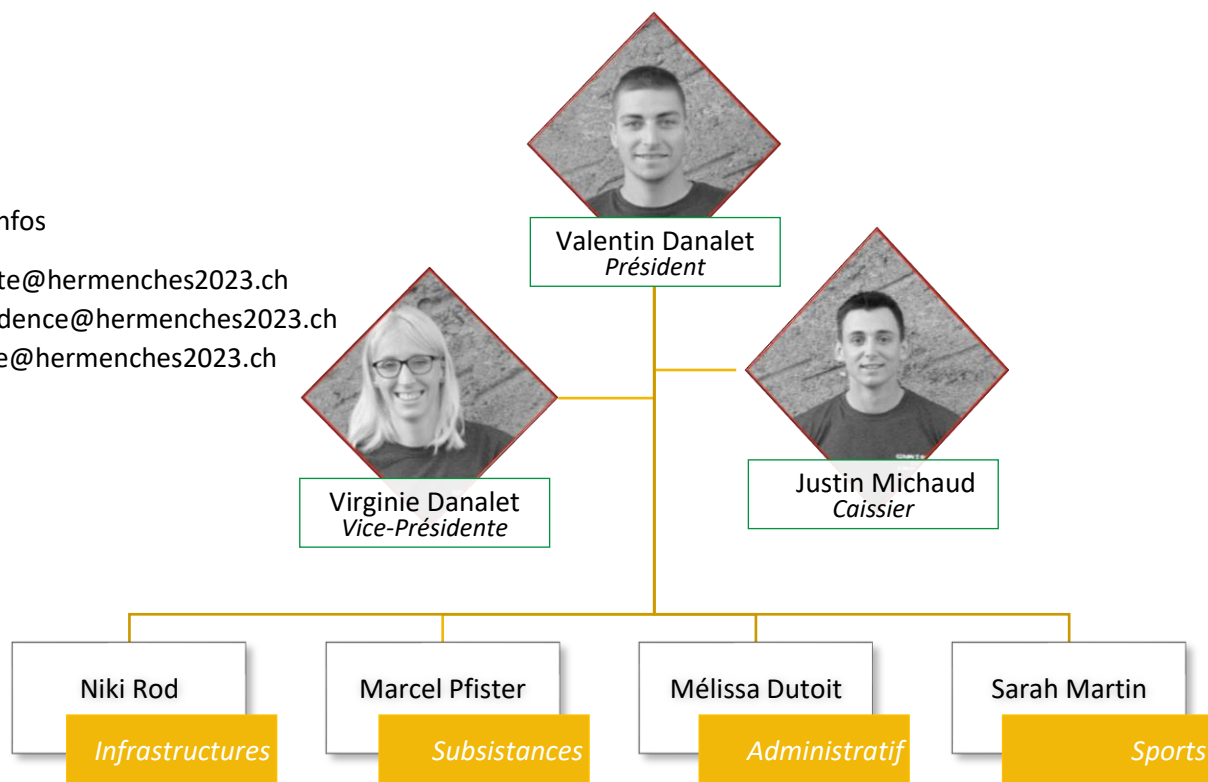 Valentin Danalet
Président
nfos
te@hermenches2023.ch
dence@hermenches2023.ch
e@hermenches2023.ch
Virginie Danalet
Vice-Présidente
Justin Michaud
Caissier
Niki Rod
Infrastructures
Marcel Pfister
Subsistances
Mélissa Dutoit
Administratif
Sarah Martin
Sports